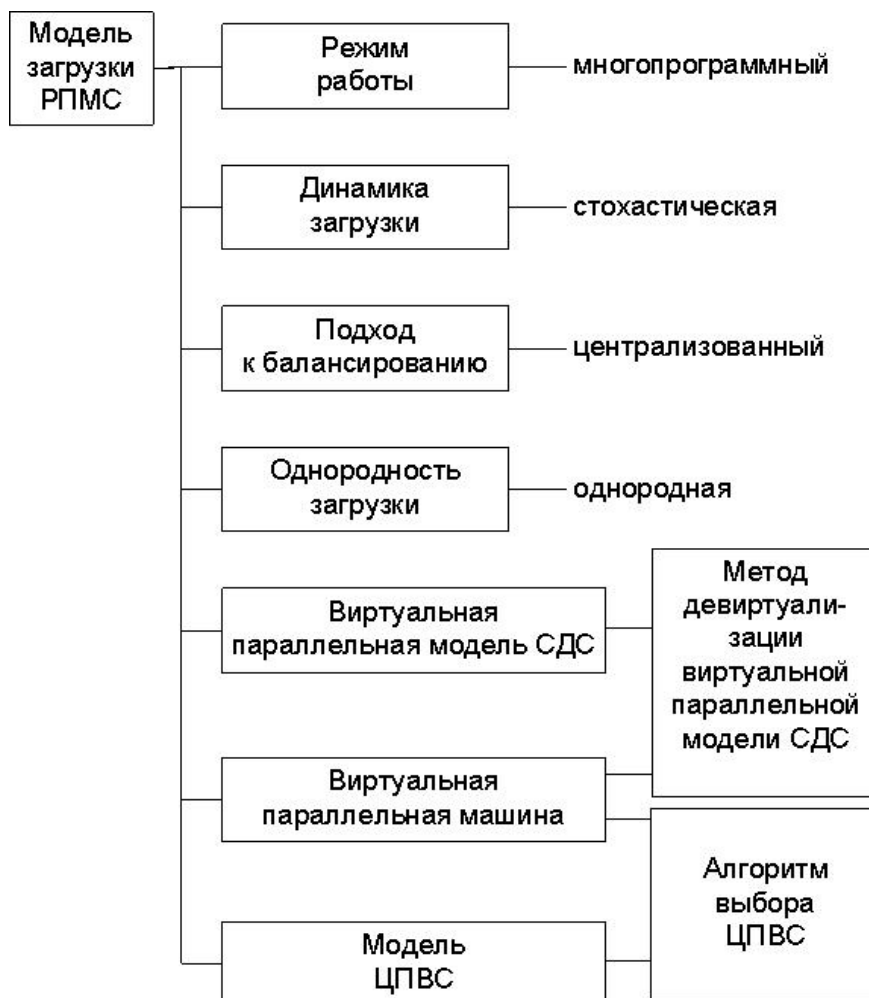 Модель
загрузки
РПМС
Режим
работы
многопрограммный
Динамика
загрузки
стохастическая
Подход
к балансированию
централизованный
Однородность
загрузки
однородная
Виртуальная
параллельная модель СДС
Метод
девиртуали-
зации
виртуальной
параллельной
модели СДС
Виртуальная
параллельная машина
Алгоритм
выбора
ЦПВС
Модель
ЦПВС